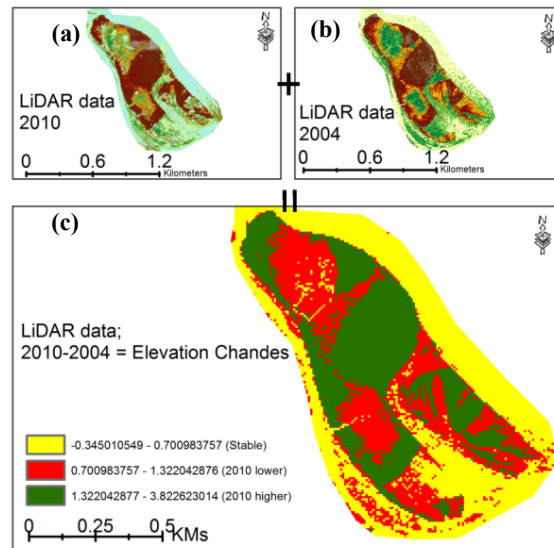 (a)
N
LiDAR data
2010
0 0.6 1.2
Kilometers
+
(b)
N
LiDAR data
2004
0 0.6 1.2
Kilometers
=
(c)
N
LiDAR data;
2010-2004 = Elevation Chandes
-0.345010549 - 0.700983757 (Stable)
0.700983757 - 1.322042876 (2010 lower)
1.322042877 - 3.822623014 (2010 higher)
0 0.25 0.5
KMs